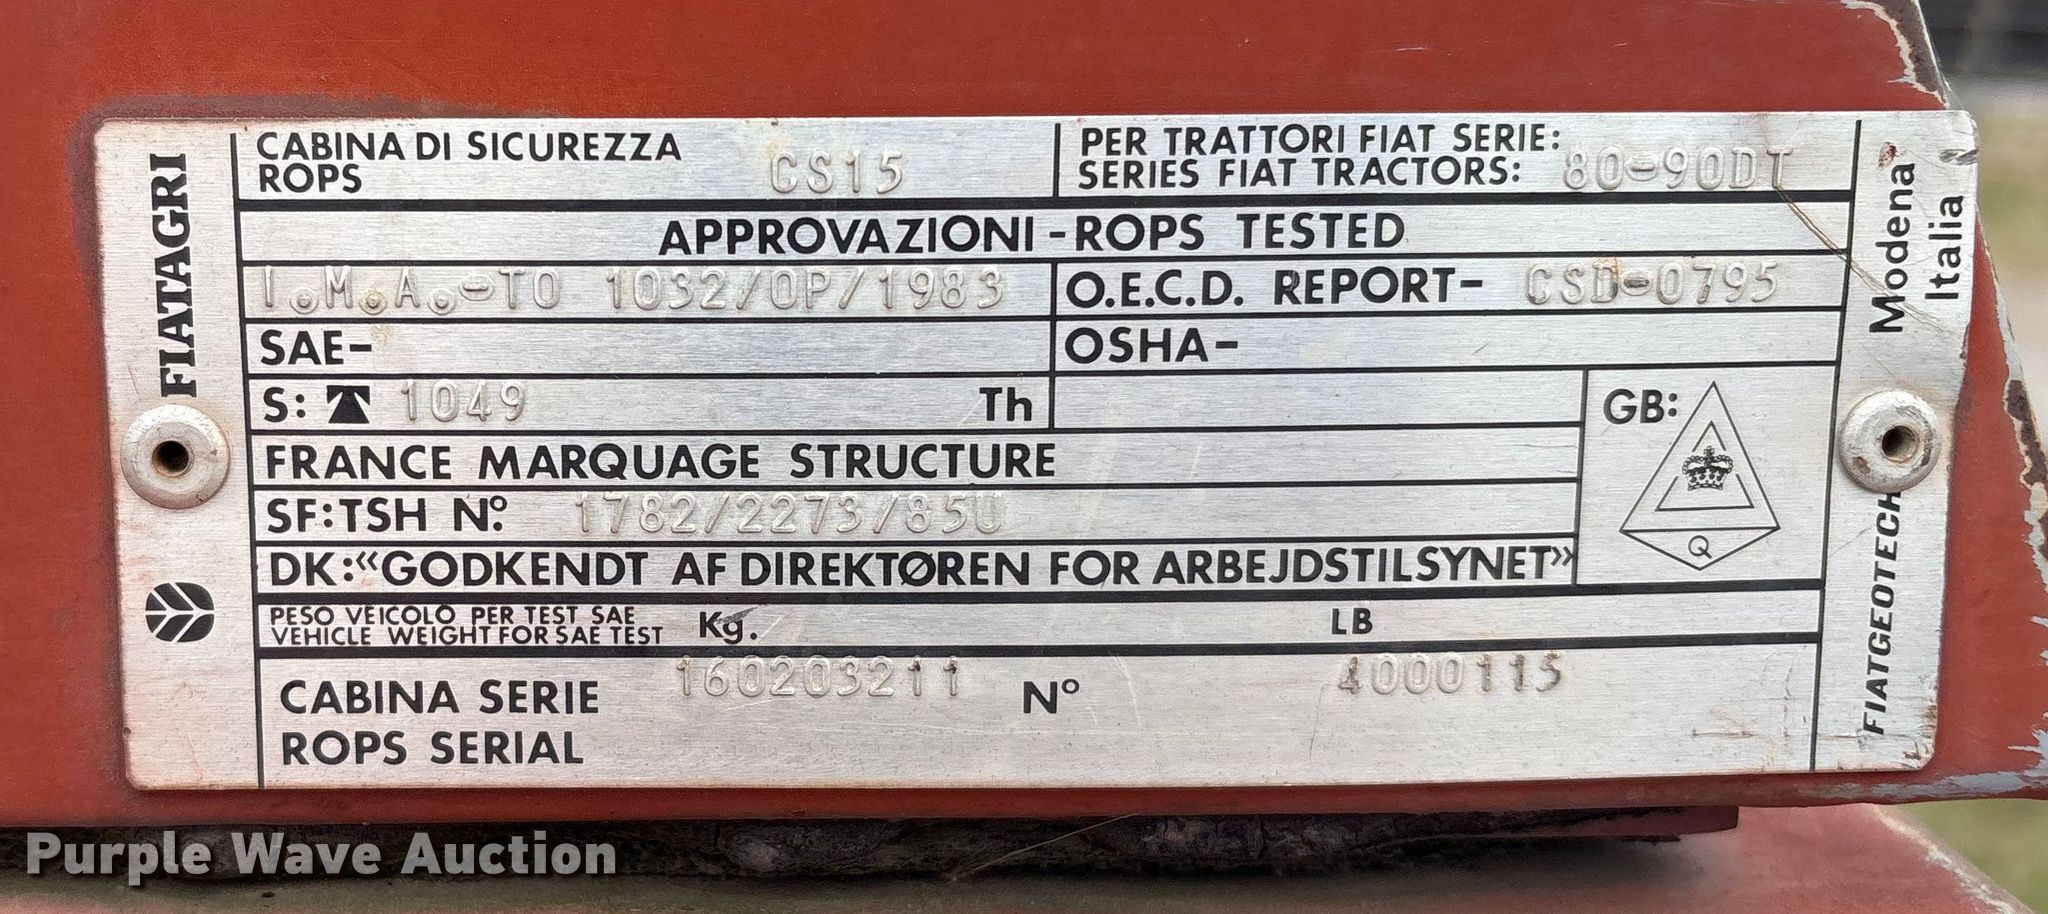 FIATAGRI
CABINA DI SICUREZZA
ROPS CS15
PER TRATTORI FIAT SERIE:
SERIES FIAT TRACTORS: 80-90DT
APPROVAZIONI - ROPS TESTED
I.M.A.-TO 1032/OP/1983
O.E.C.D. REPORT- CSD-0795
SAE-
OSHA-
S: 1049 Th
GB:
Q
FRANCE MARQUAGE STRUCTURE
SF:TSH Nº. 1782/2273/85U
DK:«GODKENDT AF DIREKTØREN FOR ARBEJDSTILSYNET»
PESO VEICOLO PER TEST SAE
VEHICLE WEIGHT FOR SAE TEST Kg. LB
CABINA SERIE 160203211 Nº 4000115
ROPS SERIAL
Modena
Italia
FIATGEOTECH
Purple Wave Auction